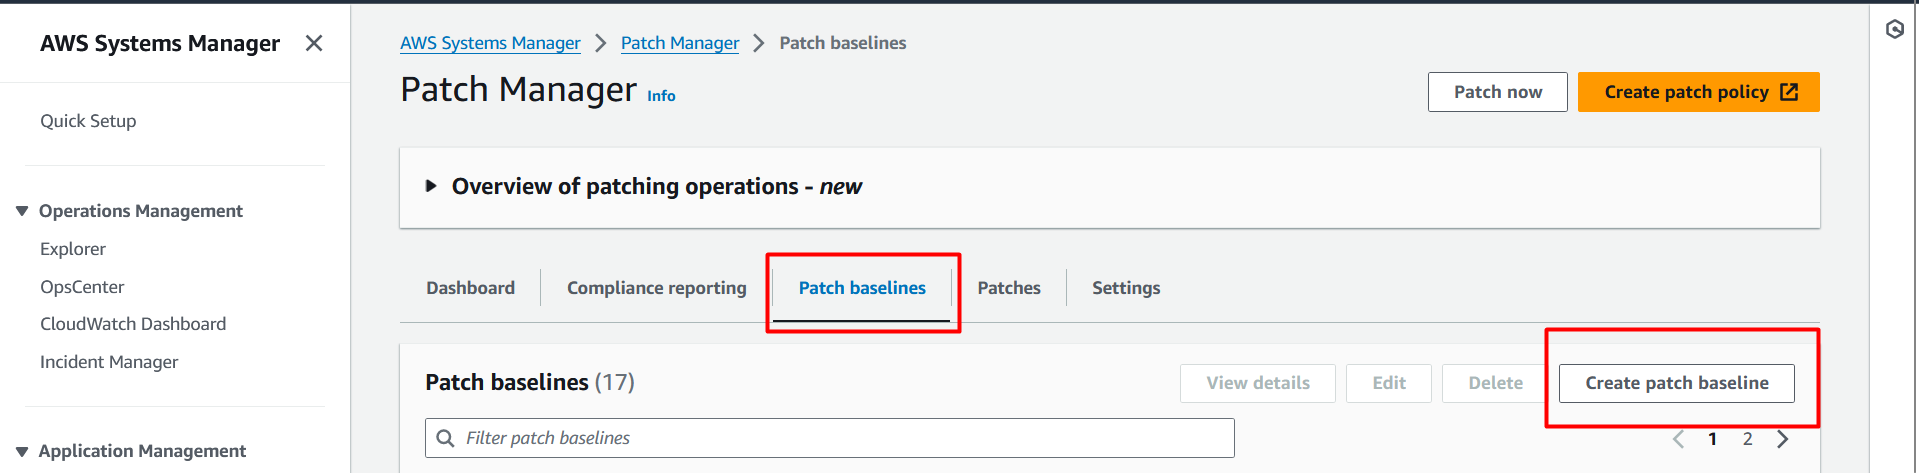 AWS Systems Manager
Quick Setup
Operations Management
Explorer
OpsCenter
CloudWatch Dashboard
Incident Manager
Application Management
AWS Systems Manager > Patch Manager > Patch baselines
Patch Manager Info
Patch now
Create patch policy
Overview of patching operations - new
Dashboard
Compliance reporting
Patch baselines
Patches
Settings
Patch baselines (17)
View details
Edit
Delete
Create patch baseline
Filter patch baselines
1 2